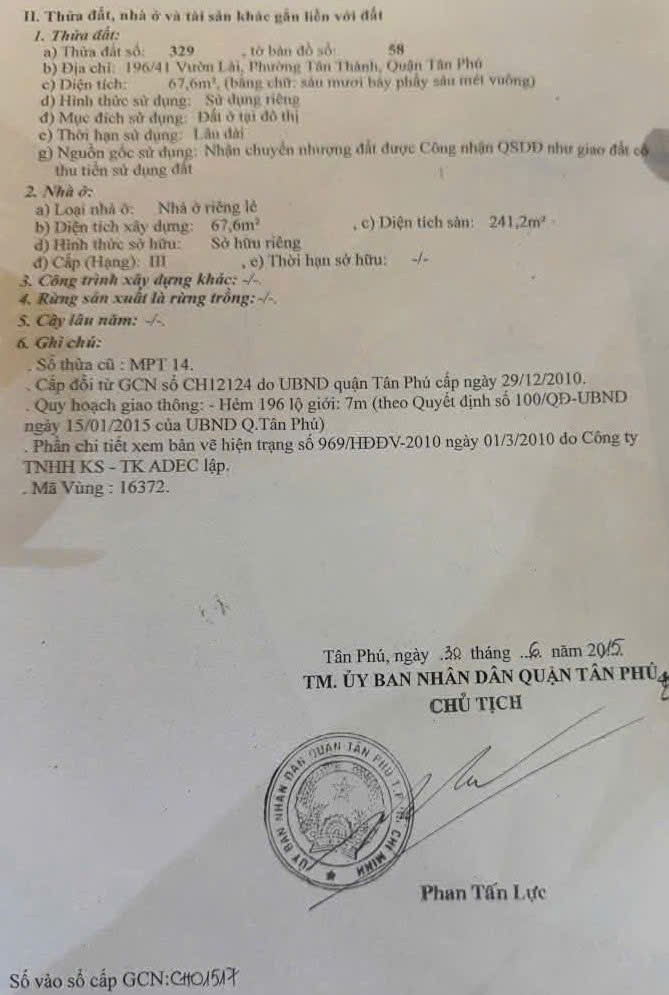 II. Thửa đất, nhà ở và tài sản khác gắn liền với đất
1. Thửa đất:
a) Thửa đất số: 329 , tờ bản đồ số: 58
b) Địa chỉ: 196/41 Vườn Lài, Phường Tân Thành, Quận Tân Phú
c) Diện tích: 67,6m², (bằng chữ: sáu mươi bảy phẩy sáu mét vuông)
d) Hình thức sử dụng: Sử dụng riêng
đ) Mục đích sử dụng: Đất ở tại đô thị
e) Thời hạn sử dụng: Lâu dài
g) Nguồn gốc sử dụng: Nhận chuyển nhượng đất được Công nhận QSDĐ như giao đất có
thu tiền sử dụng đất
2. Nhà ở:
a) Loại nhà ở: Nhà ở riêng lẻ
b) Diện tích xây dựng: 67,6m² , c) Diện tích sàn: 241,2m²
d) Hình thức sở hữu: Sở hữu riêng
đ) Cấp (Hạng): III , e) Thời hạn sở hữu: -/-
3. Công trình xây dựng khác: -/-.
4. Rừng sản xuất là rừng trồng: -/-.
5. Cây lâu năm: -/-.
6. Ghi chú:
. Số thửa cũ : MPT 14.
. Cấp đổi từ GCN số CH12124 do UBND quận Tân Phú cấp ngày 29/12/2010.
. Quy hoạch giao thông: - Hẻm 196 lộ giới: 7m (theo Quyết định số 100/QĐ-UBND
ngày 15/01/2015 của UBND Q.Tân Phú)
. Phần chi tiết xem bản vẽ hiện trạng số 969/HĐĐV-2010 ngày 01/3/2010 do Công ty
TNHH KS - TK ADEC lập.
. Mã Vùng : 16372.
Tân Phú, ngày .30 tháng ..6. năm 2015.
TM. ỦY BAN NHÂN DÂN QUẬN TÂN PHÚ
CHỦ TỊCH
ỦY BAN NHÂN DÂN QUẬN TÂN PHÚ T.P HỒ CHÍ MINH
Phan Tấn Lực
Số vào sổ cấp GCN:CH01517